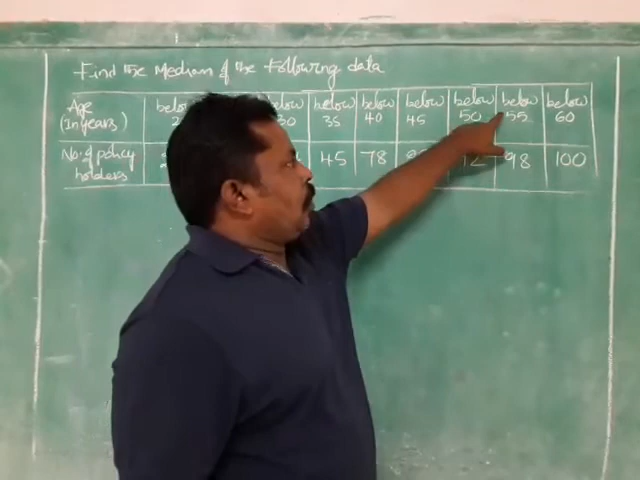 Find the Median of the Following data
Age below below below below below below below
(In years) 30 35 40 45 50 55 60
No. of policy 45 78 98 100
holders